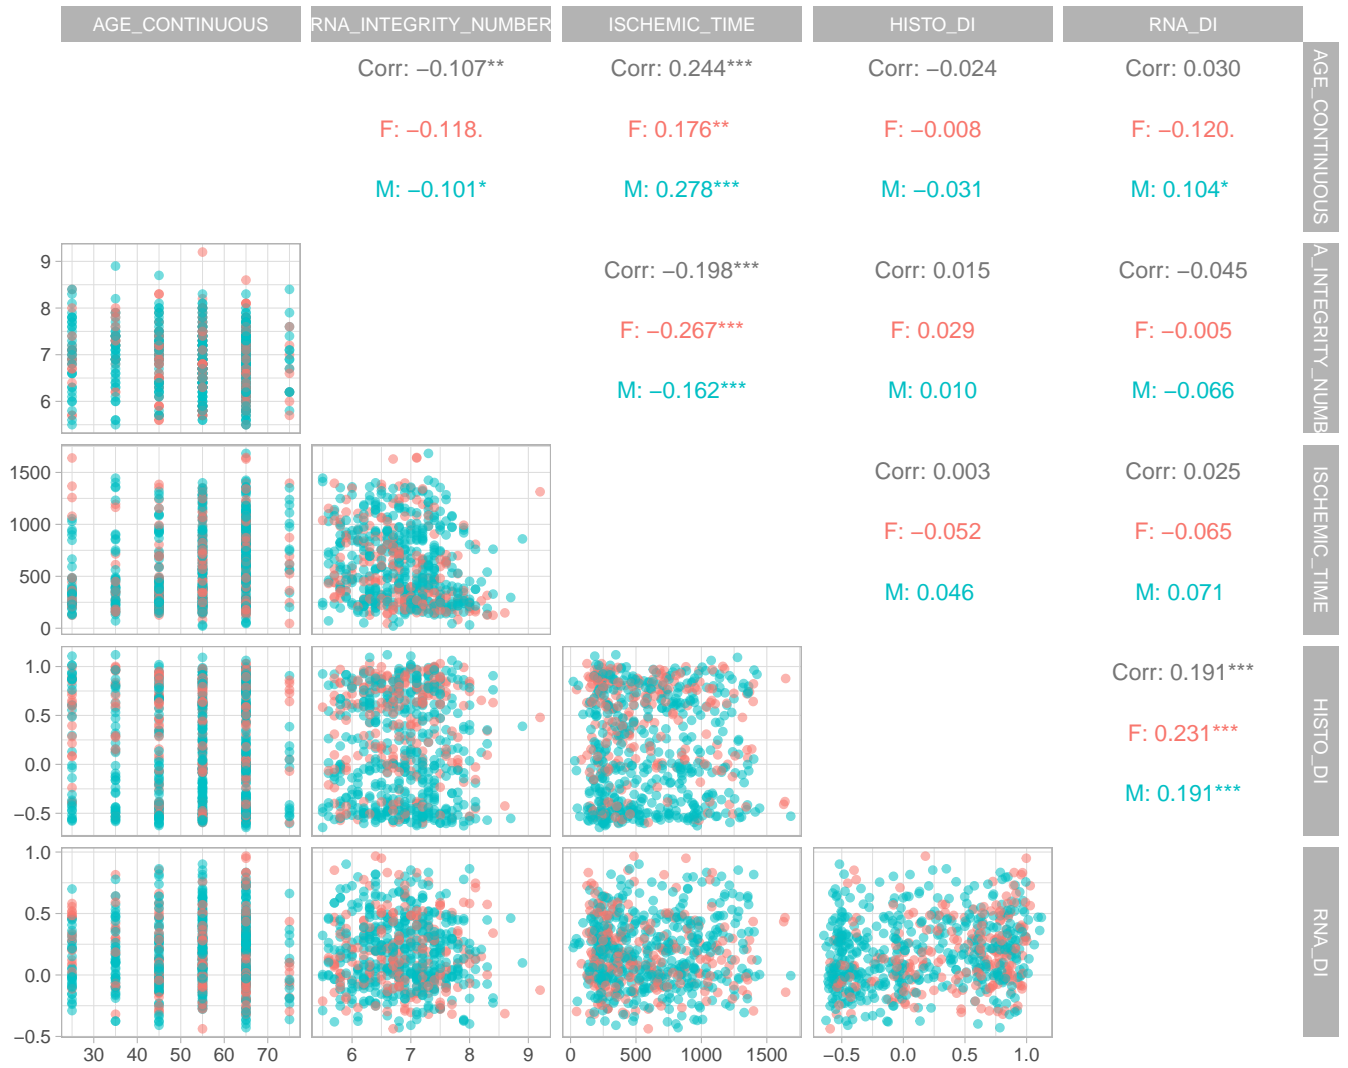 AGE_CONTINUOUS RNA_INTEGRITY_NUMBER ISCHEMIC_TIME HISTO_DI RNA_DI
Corr: −0.107** Corr: 0.244*** Corr: −0.024 Corr: 0.030
F: −0.118. F: 0.176** F: −0.008 F: −0.120.
M: −0.101* M: 0.278*** M: −0.031 M: 0.104*
AGE_CONTINUOUS
9
8
7
6
Corr: −0.198*** Corr: 0.015 Corr: −0.045
F: −0.267*** F: 0.029 F: −0.005
M: −0.162*** M: 0.010 M: −0.066
A_INTEGRITY_NUMB
1500
1000
500
0
Corr: 0.003 Corr: 0.025
F: −0.052 F: −0.065
M: 0.046 M: 0.071
ISCHEMIC_TIME
1.0
0.5
0.0
−0.5
Corr: 0.191***
F: 0.231***
M: 0.191***
HISTO_DI
1.0
0.5
0.0
−0.5
RNA_DI
30 40 50 60 70 6 7 8 9 0 500 1000 1500 −0.5 0.0 0.5 1.0